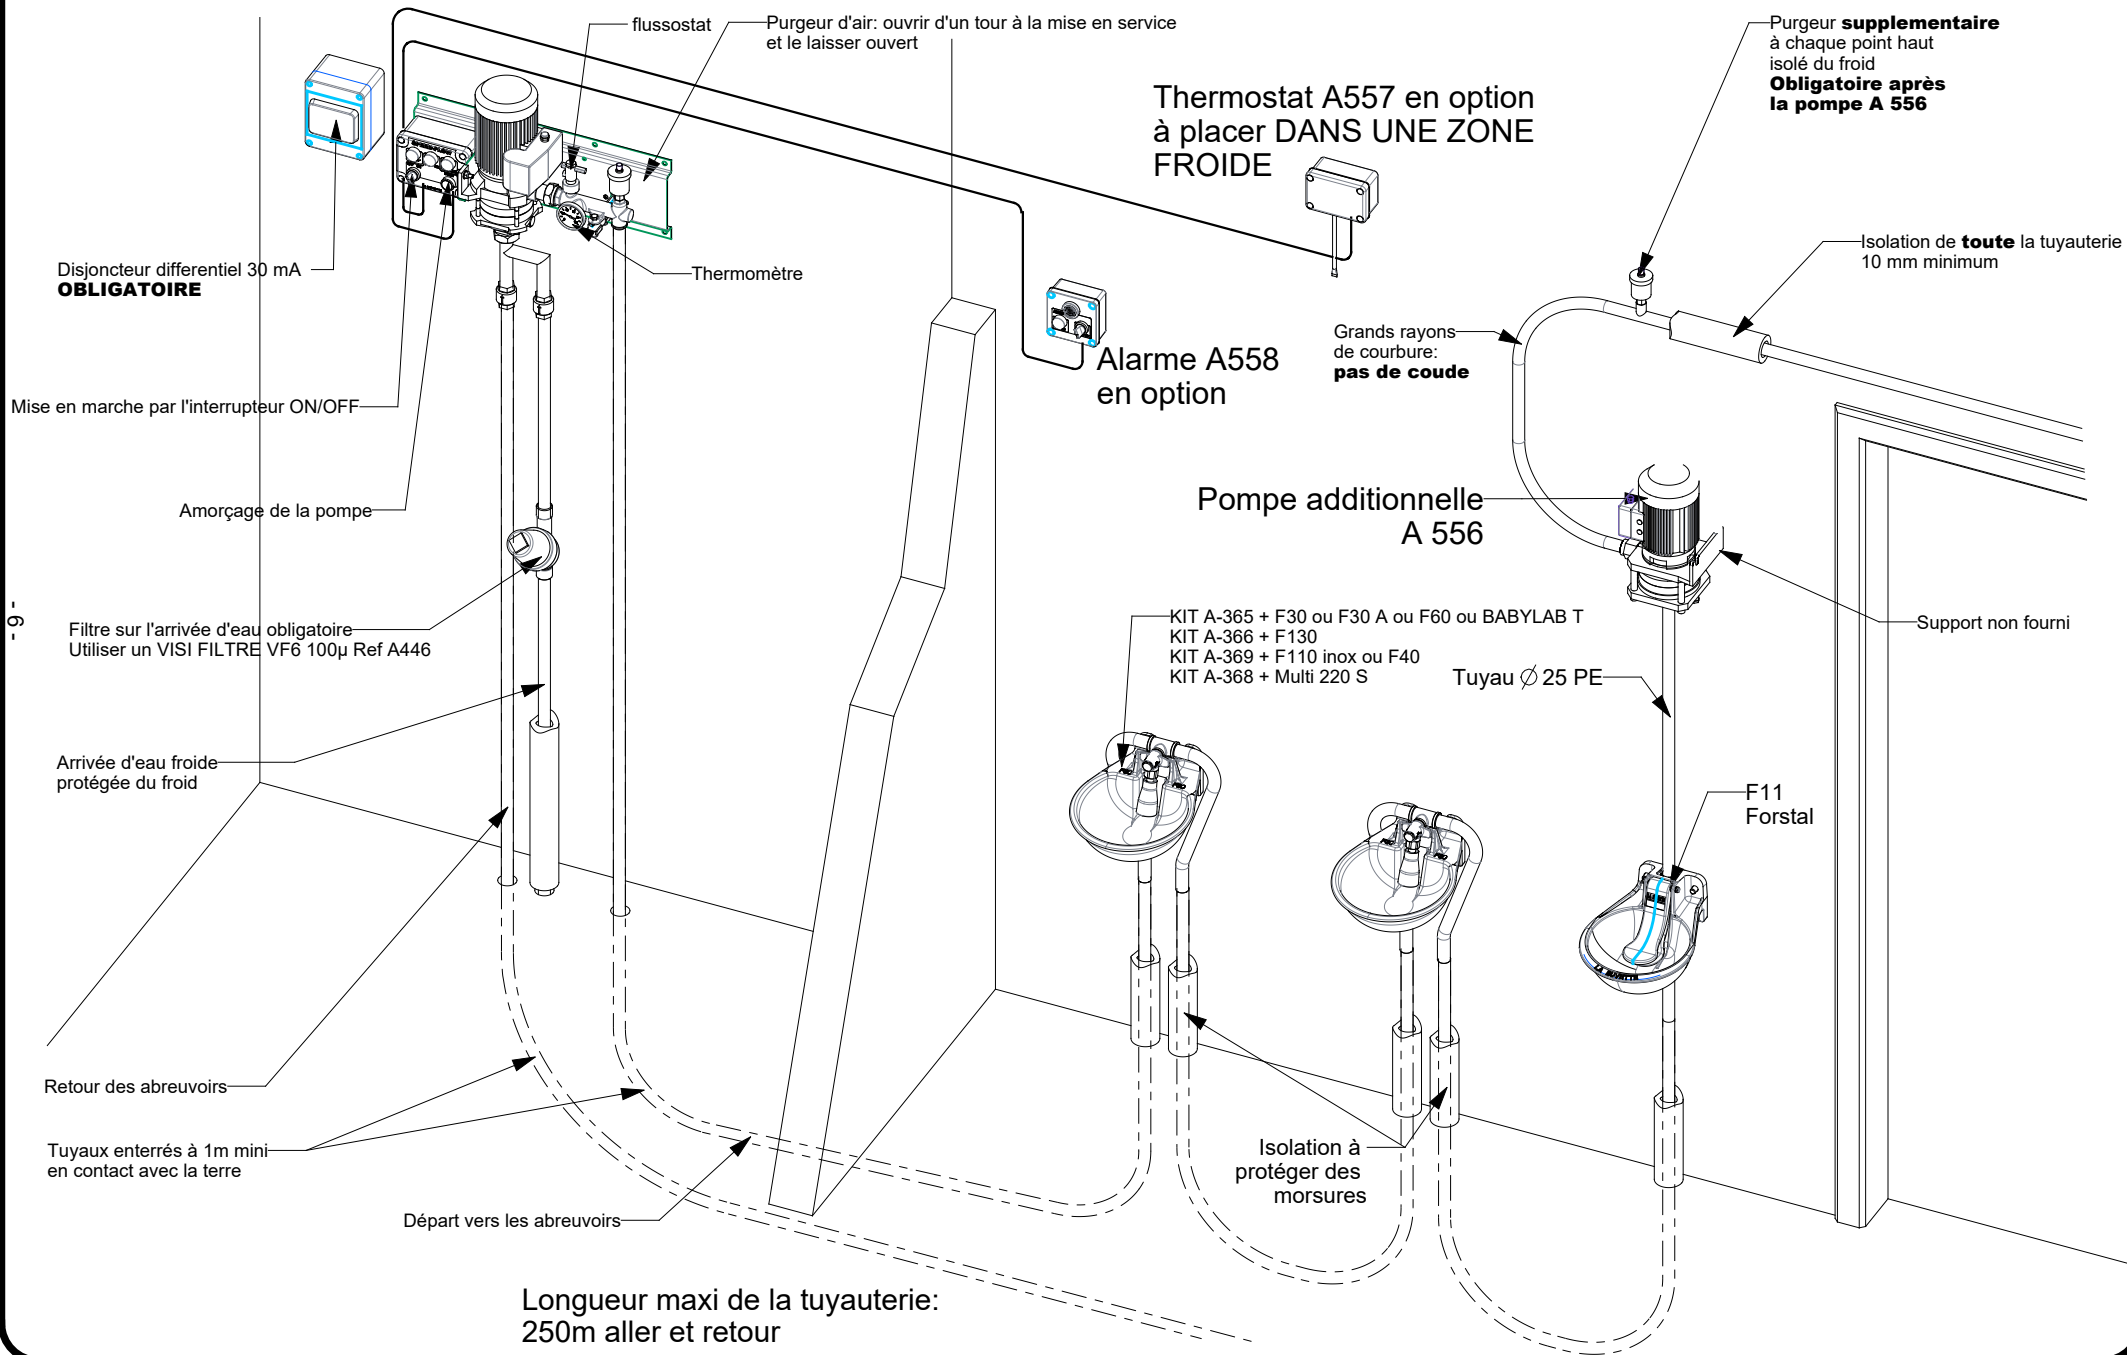 flussostat
Purgeur d'air: ouvrir d'un tour à la mise en service
et le laisser ouvert
Purgeur supplementaire
à chaque point haut
isolé du froid
Obligatoire après
la pompe A 556
Thermostat A557 en option
à placer DANS UNE ZONE
FROIDE
Isolation de toute la tuyauterie
10 mm minimum
Disjoncteur differentiel 30 mA
OBLIGATOIRE
Thermomètre
Grands rayons
de courbure:
pas de coude
Alarme A558
en option
Mise en marche par l'interrupteur ON/OFF
Amorçage de la pompe
Pompe additionnelle
A 556
- 6 -
Filtre sur l'arrivée d'eau obligatoire
Utiliser un VISI FILTRE VF6 100µ Ref A446
KIT A-365 + F30 ou F30 A ou F60 ou BABYLAB T
KIT A-366 + F130
KIT A-369 + F110 inox ou F40
KIT A-368 + Multi 220 S
Support non fourni
Tuyau ∅ 25 PE
Arrivée d'eau froide
protégée du froid
F11
Forstal
Retour des abreuvoirs
Tuyaux enterrés à 1m mini
en contact avec la terre
Isolation à
protéger des
morsures
Départ vers les abreuvoirs
Longueur maxi de la tuyauterie:
250m aller et retour